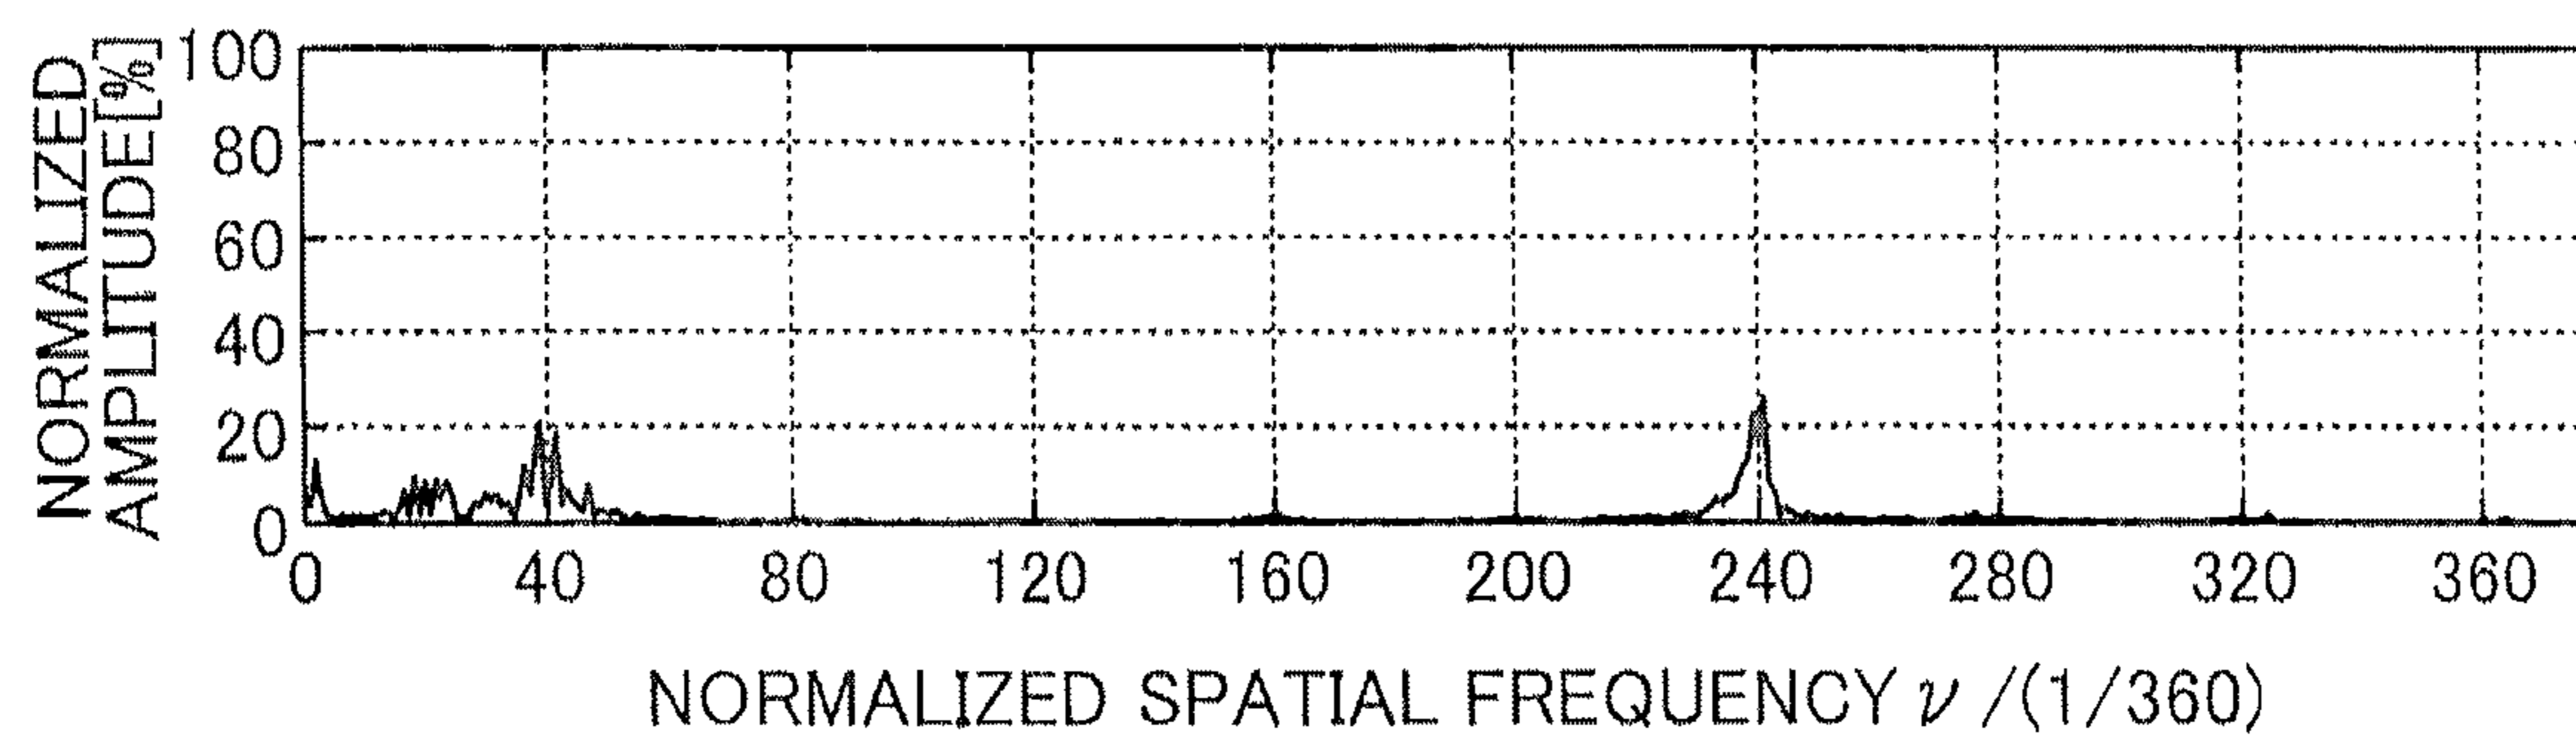 NORMALIZED
AMPLITUDE[%]
100
80
60
40
20
0
0 40 80 120 160 200 240 280 320 360
NORMALIZED SPATIAL FREQUENCY ν /(1/360)